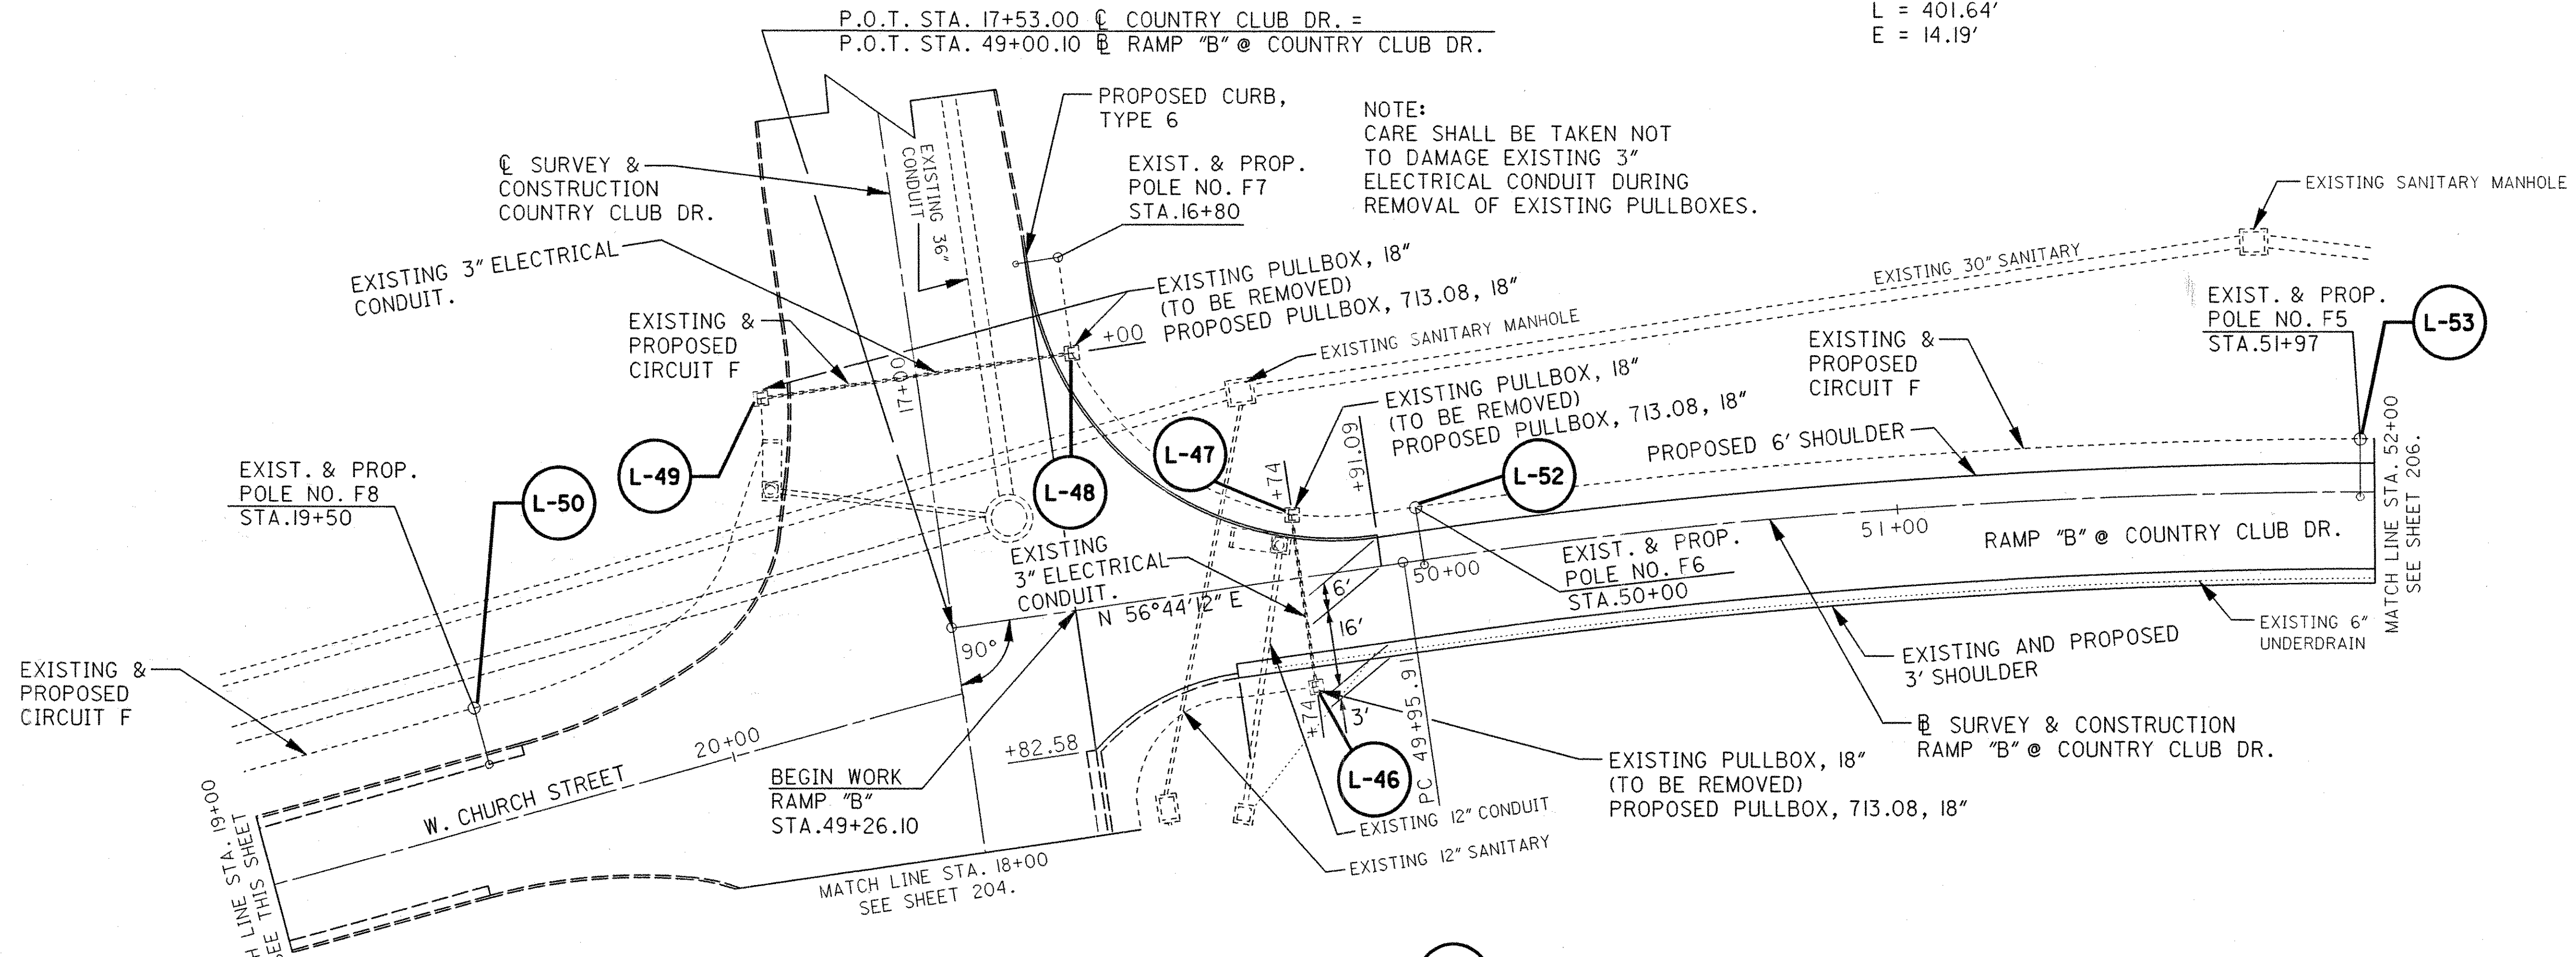 P.O.T. STA. 17+53.00 ℄ COUNTRY CLUB DR. =
P.O.T. STA. 49+00.10 B̲L RAMP "B" @ COUNTRY CLUB DR.
L = 401.64'
E = 14.19'
PROPOSED CURB,
TYPE 6
NOTE:
CARE SHALL BE TAKEN NOT
TO DAMAGE EXISTING 3"
ELECTRICAL CONDUIT DURING
REMOVAL OF EXISTING PULLBOXES.
℄ SURVEY &
CONSTRUCTION
COUNTRY CLUB DR.
EXISTING 36"
CONDUIT
EXIST. & PROP.
POLE NO. F7
STA.16+80
EXISTING SANITARY MANHOLE
EXISTING 3" ELECTRICAL
CONDUIT.
EXISTING PULLBOX, 18"
(TO BE REMOVED)
PROPOSED PULLBOX, 713.08, 18"
EXISTING 30" SANITARY
EXISTING &
PROPOSED
CIRCUIT F
+00
17+00
EXISTING SANITARY MANHOLE
EXIST. & PROP.
POLE NO. F5
STA.51+97
L-53
EXISTING &
PROPOSED
CIRCUIT F
EXISTING PULLBOX, 18"
(TO BE REMOVED)
PROPOSED PULLBOX, 713.08, 18"
PROPOSED 6' SHOULDER
L-49
L-48
L-47
+74
+91.09
L-52
EXIST. & PROP.
POLE NO. F8
STA.19+50
L-50
51+00
RAMP "B" @ COUNTRY CLUB DR.
MATCH LINE STA. 52+00
SEE SHEET 206.
EXISTING
3" ELECTRICAL
CONDUIT.
N 56°44'12" E
50+00
EXIST. & PROP.
POLE NO. F6
STA.50+00
6'
16'
3'
90°
EXISTING 6"
UNDERDRAIN
EXISTING AND PROPOSED
3' SHOULDER
EXISTING &
PROPOSED
CIRCUIT F
+74
PC 49+95.91
B̲L SURVEY & CONSTRUCTION
RAMP "B" @ COUNTRY CLUB DR.
20+00
W. CHURCH STREET
+82.58
BEGIN WORK
RAMP "B"
STA.49+26.10
L-46
EXISTING PULLBOX, 18"
(TO BE REMOVED)
PROPOSED PULLBOX, 713.08, 18"
EXISTING 12" CONDUIT
EXISTING 12" SANITARY
MATCH LINE STA. 18+00
SEE SHEET 204.
H LINE STA. 19+00
EE THIS SHEET